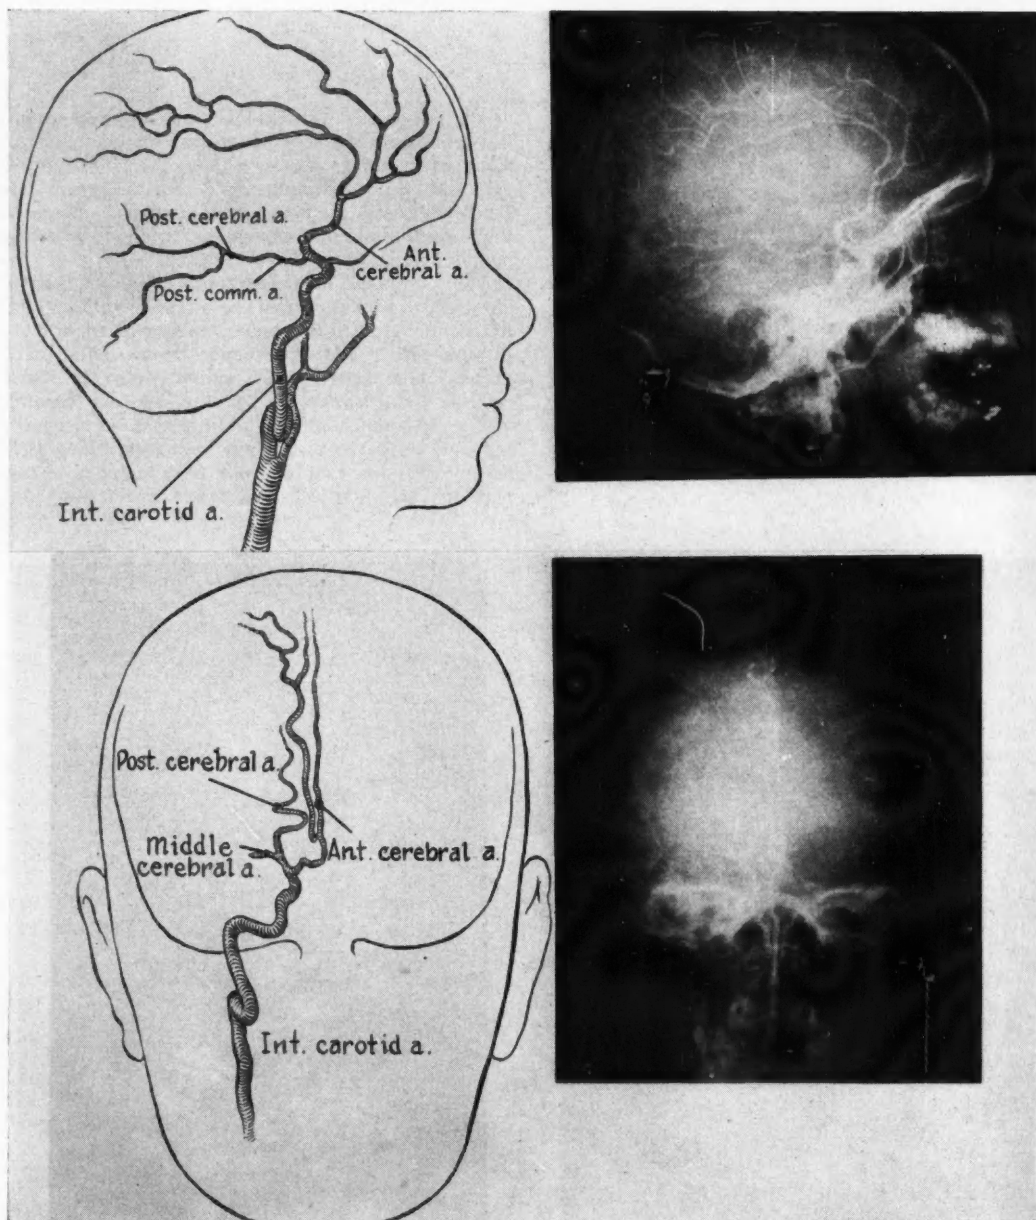 Post. cerebral a.
Ant.
cerebral a.
Post. comm. a.
Int. carotid a.
Post. cerebral a.
Middle
cerebral a.
Ant. cerebral a.
Int. carotid a.